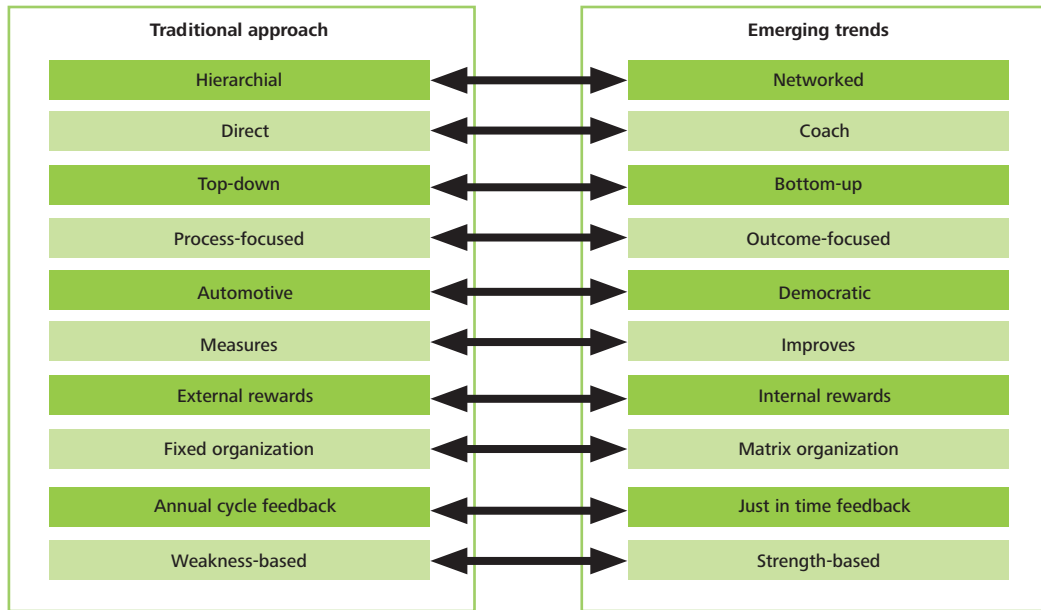 Traditional approach
Emerging trends
Hierarchial
Networked
Direct
Coach
Top-down
Bottom-up
Process-focused
Outcome-focused
Automotive
Democratic
Measures
Improves
External rewards
Internal rewards
Fixed organization
Matrix organization
Annual cycle feedback
Just in time feedback
Weakness-based
Strength-based